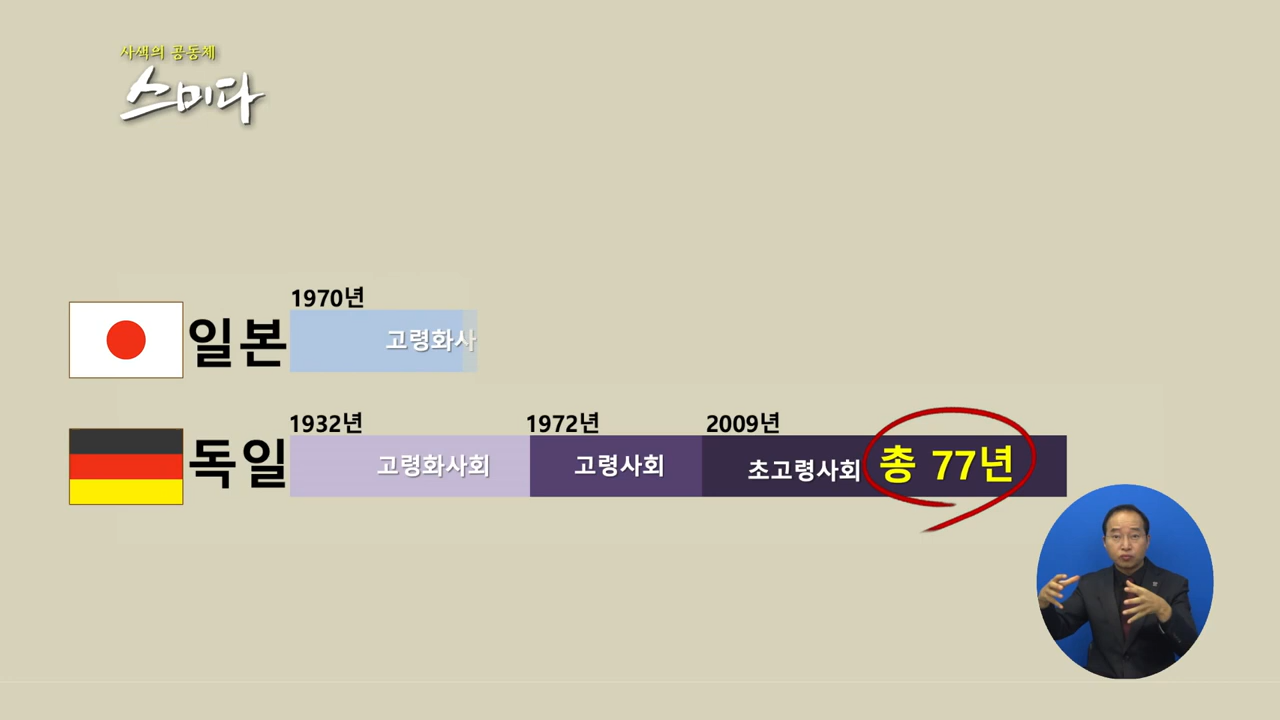 사색의 공동체
스미다
1970년
일본
고령화사
1932년
1972년
2009년
독일
고령화사회
고령사회
초고령사회
총 77년